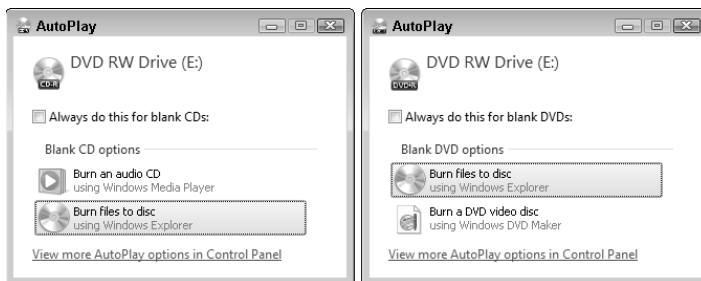 AutoPlay
DVD RW Drive (E:)
CD-R
Always do this for blank CDs:
Blank CD options
Burn an audio CD
using Windows Media Player
Burn files to disc
using Windows Explorer
View more AutoPlay options in Control Panel
AutoPlay
DVD RW Drive (E:)
DVD-R
Always do this for blank DVDs:
Blank DVD options
Burn files to disc
using Windows Explorer
Burn a DVD video disc
using Windows DVD Maker
View more AutoPlay options in Control Panel